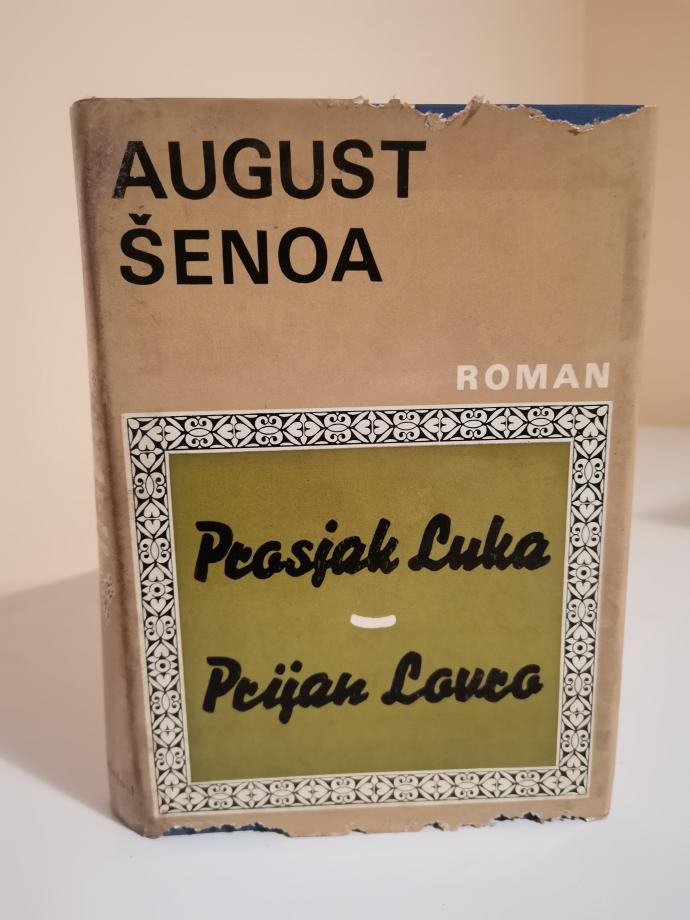 AUGUST
ŠENOA
ROMAN
Prosjak Luka
Prijan Lovro